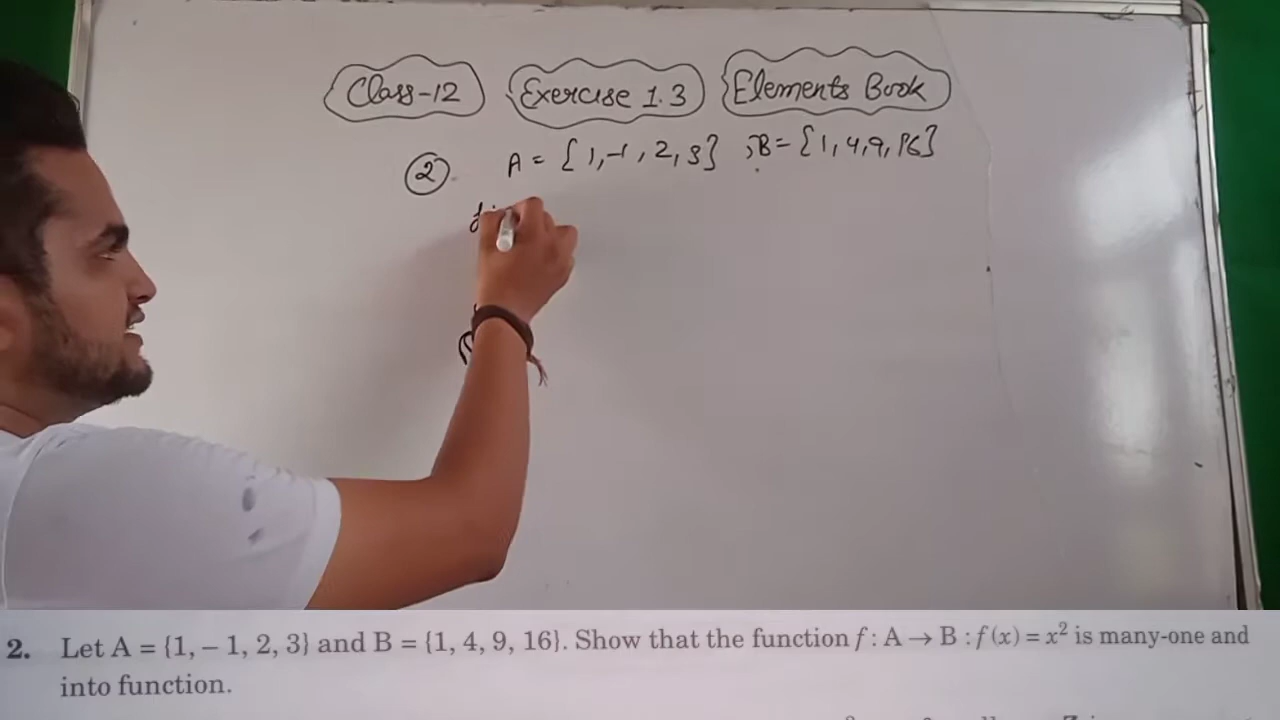 Class-12 Exercise 1.3 Elements Book
2. A = {1,-1, 2, 3} ; B = {1, 4, 9, 16}
2. Let A = {1, – 1, 2, 3} and B = {1, 4, 9, 16}. Show that the function f : A → B : f (x) = x² is many-one and
into function.